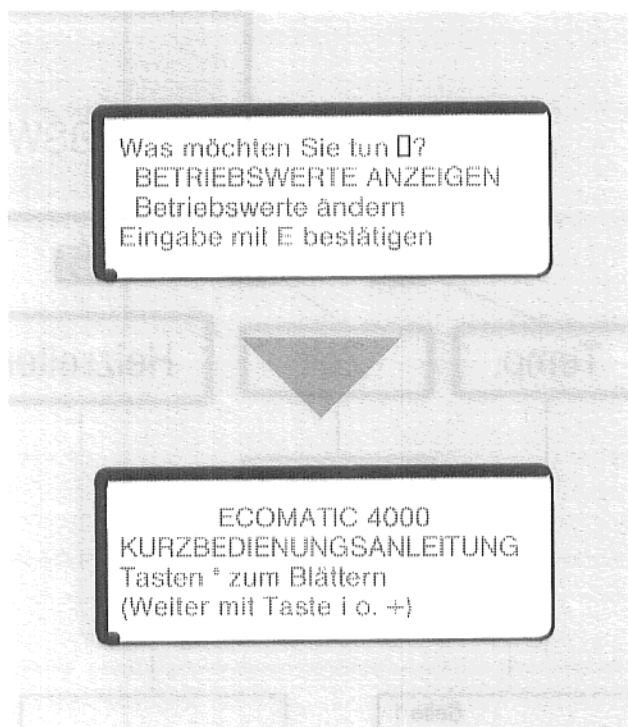 Was möchten Sie tun ▯?
BETRIEBSWERTE ANZEIGEN
Betriebswerte ändern
Eingabe mit E bestätigen
ECOMATIC 4000
KURZBEDIENUNGSANLEITUNG
Tasten * zum Blättern
(Weiter mit Taste i o. +)